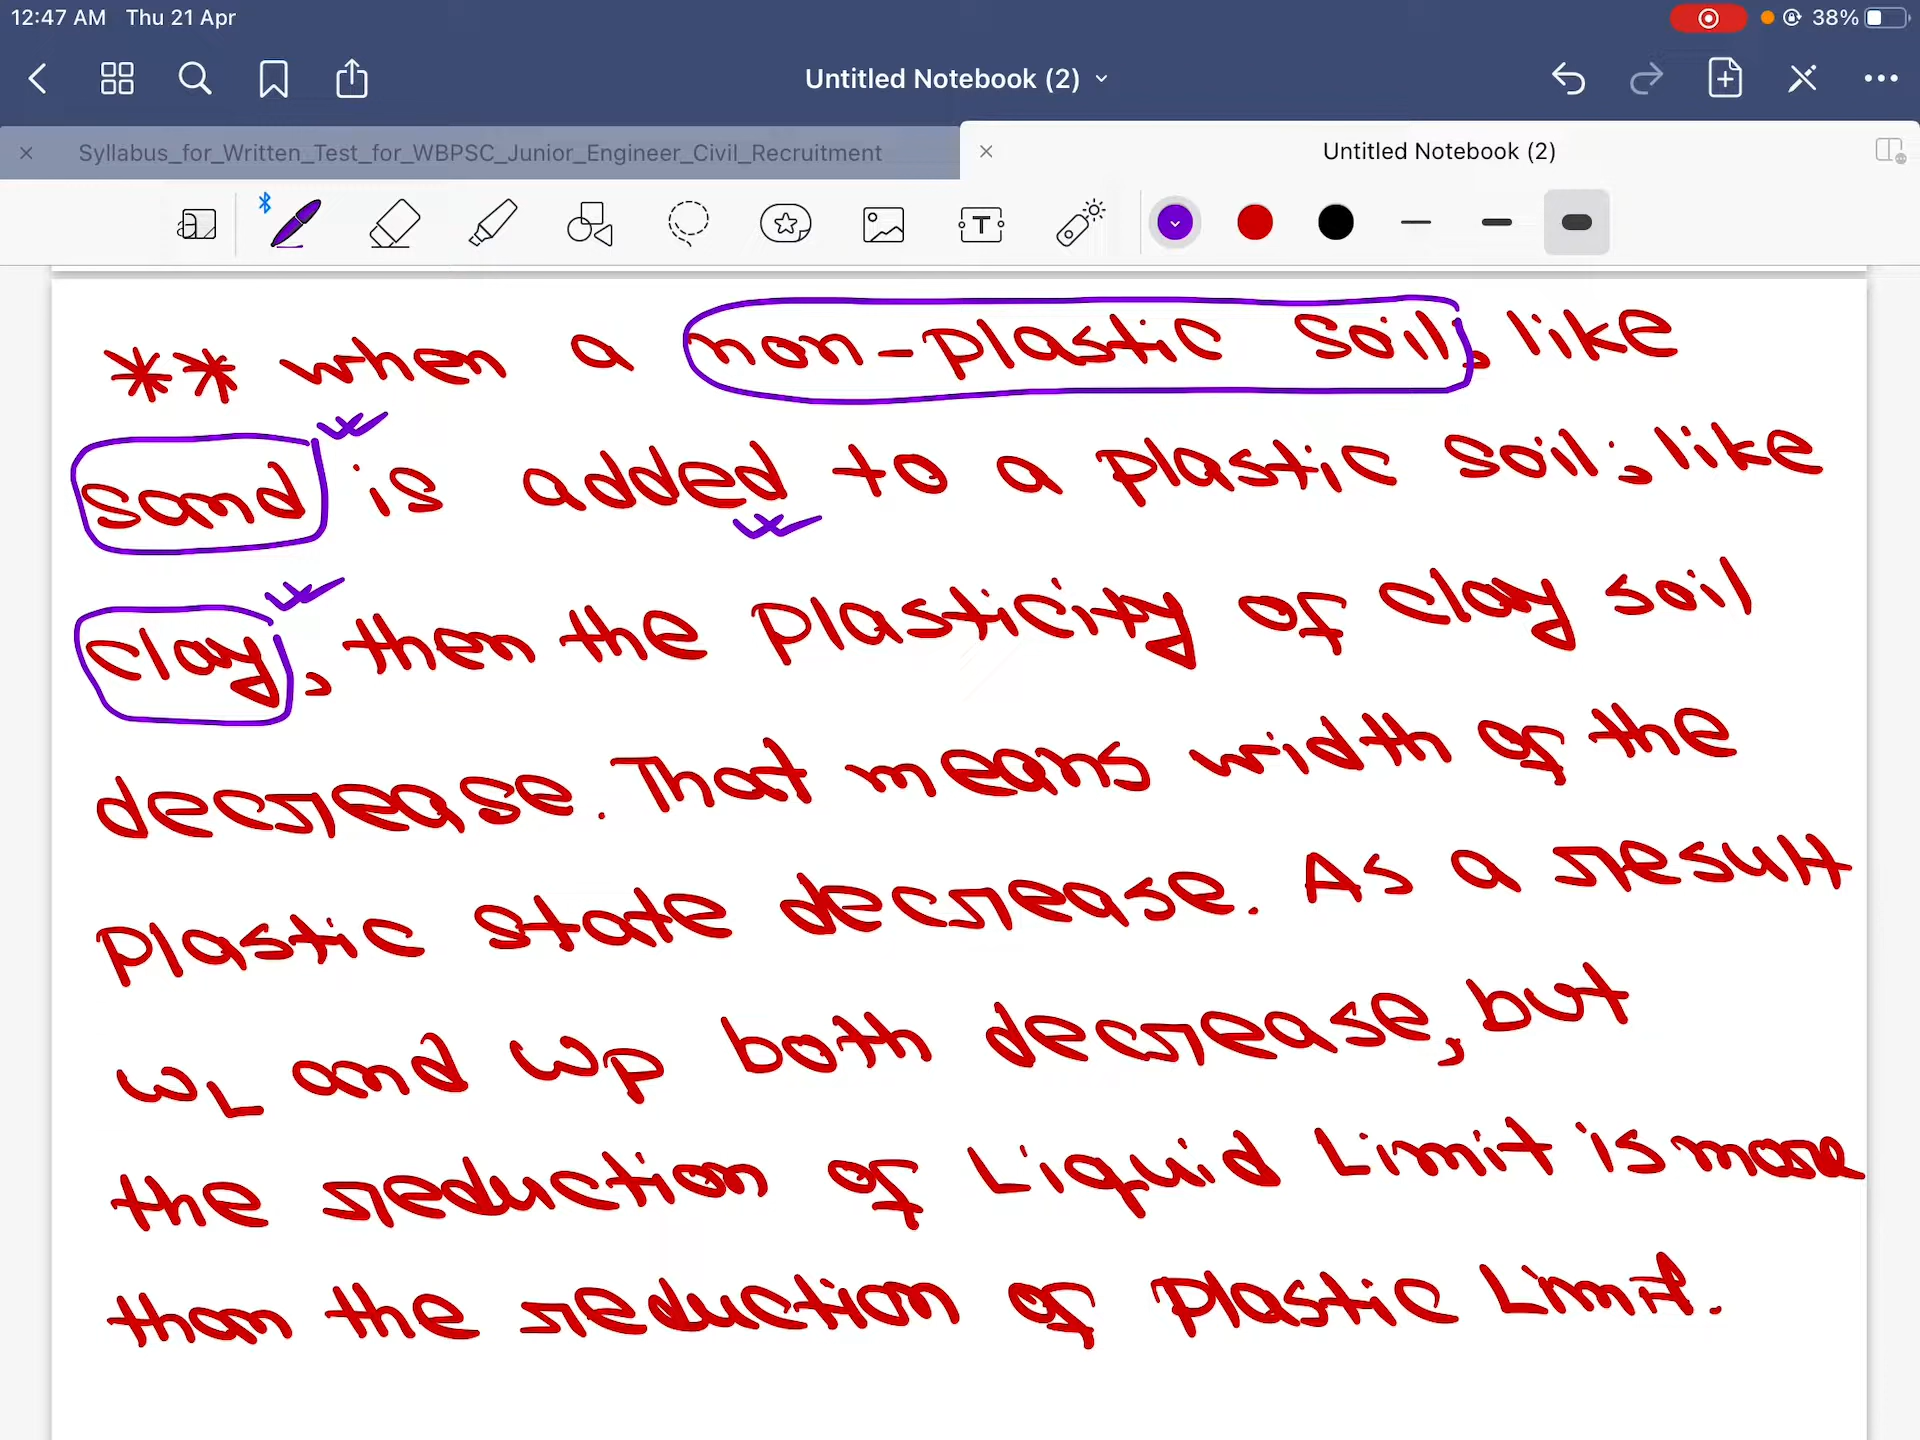 12:47 AM Thu 21 Apr
38%
Untitled Notebook (2)
Syllabus_for_Written_Test_for_WBPSC_Junior_Engineer_Civil_Recruitment
Untitled Notebook (2)
** when a non-plastic soil, like
sand is added to a plastic soil, like
clay, then the plasticity of clay soil
decrease. That means width of the
plastic state decrease. As a result
WL and Wp both decrease, but
the reduction of Liquid Limit is more
than the reduction of Plastic Limit.